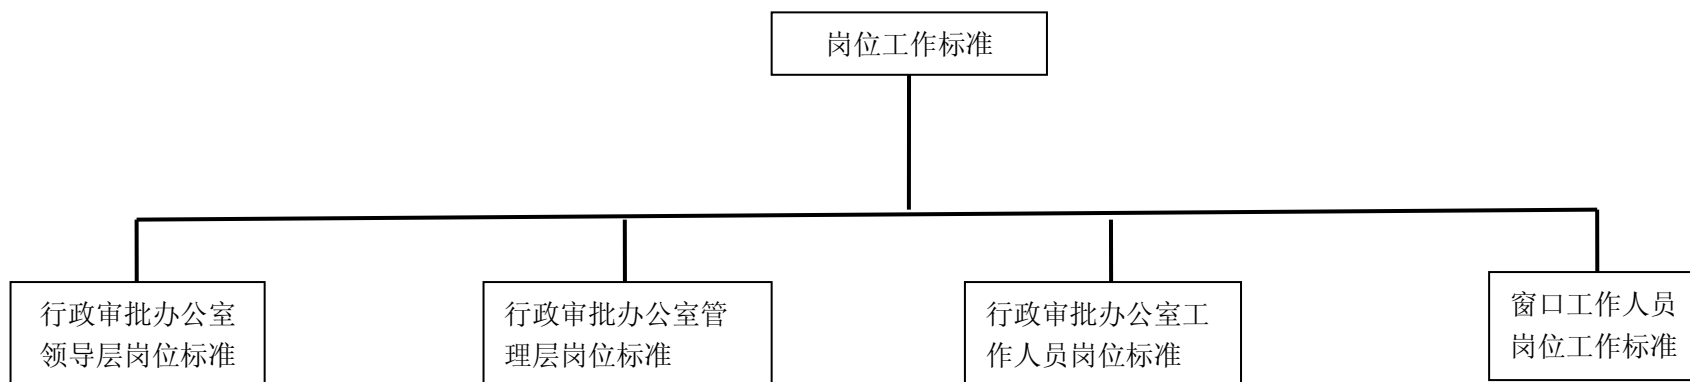 岗位工作标准
行政审批办公室
领导层岗位标准
行政审批办公室管
理层岗位标准
行政审批办公室工
作人员岗位标准
窗口工作人员
岗位工作标准